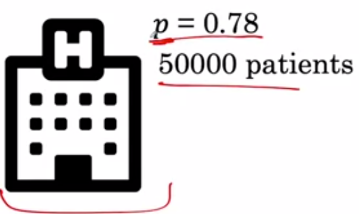 H
p = 0.78
50000 patients